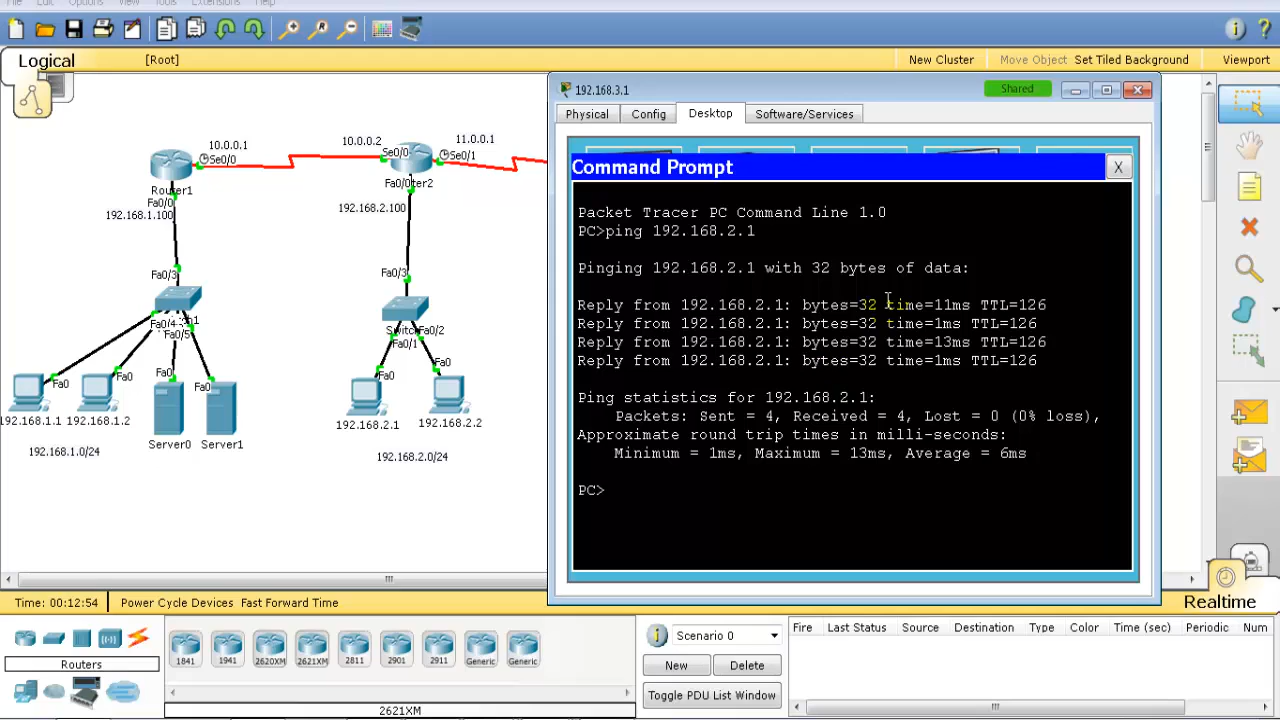 File Edit Options View Tools Extensions Help
Logical
[Root]
New Cluster
Move Object
Set Tiled Background
Viewport
192.168.3.1
Shared
Physical
Config
Desktop
Software/Services
Command Prompt
X
Packet Tracer PC Command Line 1.0
PC>ping 192.168.2.1
Pinging 192.168.2.1 with 32 bytes of data:
Reply from 192.168.2.1: bytes=32 time=11ms TTL=126
Reply from 192.168.2.1: bytes=32 time=1ms TTL=126
Reply from 192.168.2.1: bytes=32 time=13ms TTL=126
Reply from 192.168.2.1: bytes=32 time=1ms TTL=126
Ping statistics for 192.168.2.1:
Packets: Sent = 4, Received = 4, Lost = 0 (0% loss),
Approximate round trip times in milli-seconds:
Minimum = 1ms, Maximum = 13ms, Average = 6ms
PC>
10.0.0.1
Se0/0
Router1
Fa0/0
192.168.1.100
Fa0/3
Fa0/4
Fa0/5
Fa0
Fa0
Fa0
Fa0
192.168.1.1
192.168.1.2
Server0
Server1
192.168.1.0/24
10.0.0.2
11.0.0.1
Se0/0
Se0/1
Fa0/0
192.168.2.100
Fa0/3
Fa0/2
Fa0/1
Fa0
Fa0
192.168.2.1
192.168.2.2
192.168.2.0/24
Time: 00:12:54
Power Cycle Devices
Fast Forward Time
Realtime
Routers
1841
1941
2620XM
2621XM
2811
2901
2911
Generic
Generic
2621XM
Scenario 0
New
Delete
Toggle PDU List Window
Fire
Last Status
Source
Destination
Type
Color
Time (sec)
Periodic
Num